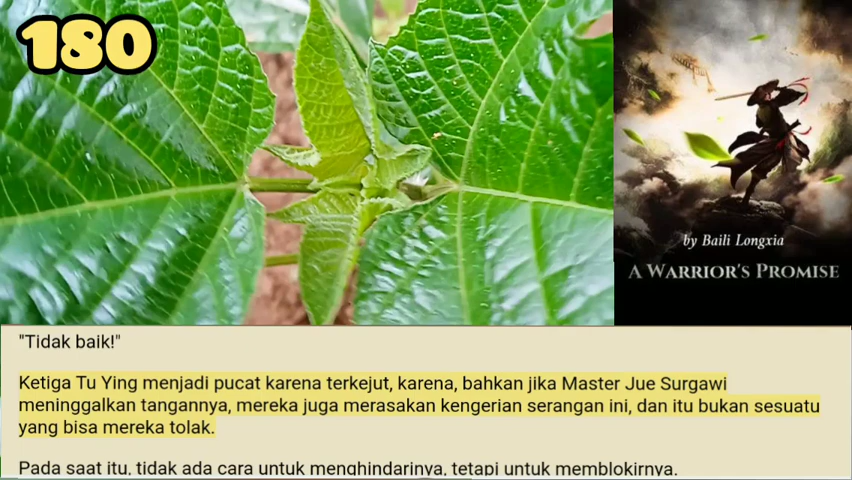 180
by Baili Longxia
A WARRIOR'S PROMISE
"Tidak baik!"
Ketiga Tu Ying menjadi pucat karena terkejut, karena, bahkan jika Master Jue Surgawi
meninggalkan tangannya, mereka juga merasakan kengerian serangan ini, dan itu bukan sesuatu
yang bisa mereka tolak.
Pada saat itu, tidak ada cara untuk menghindarinya, tetapi untuk memblokirnya.